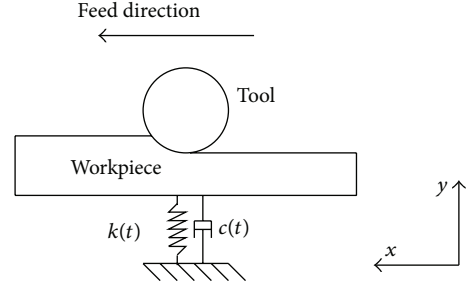 Feed direction
Tool
Workpiece
k(t)
c(t)
y
x